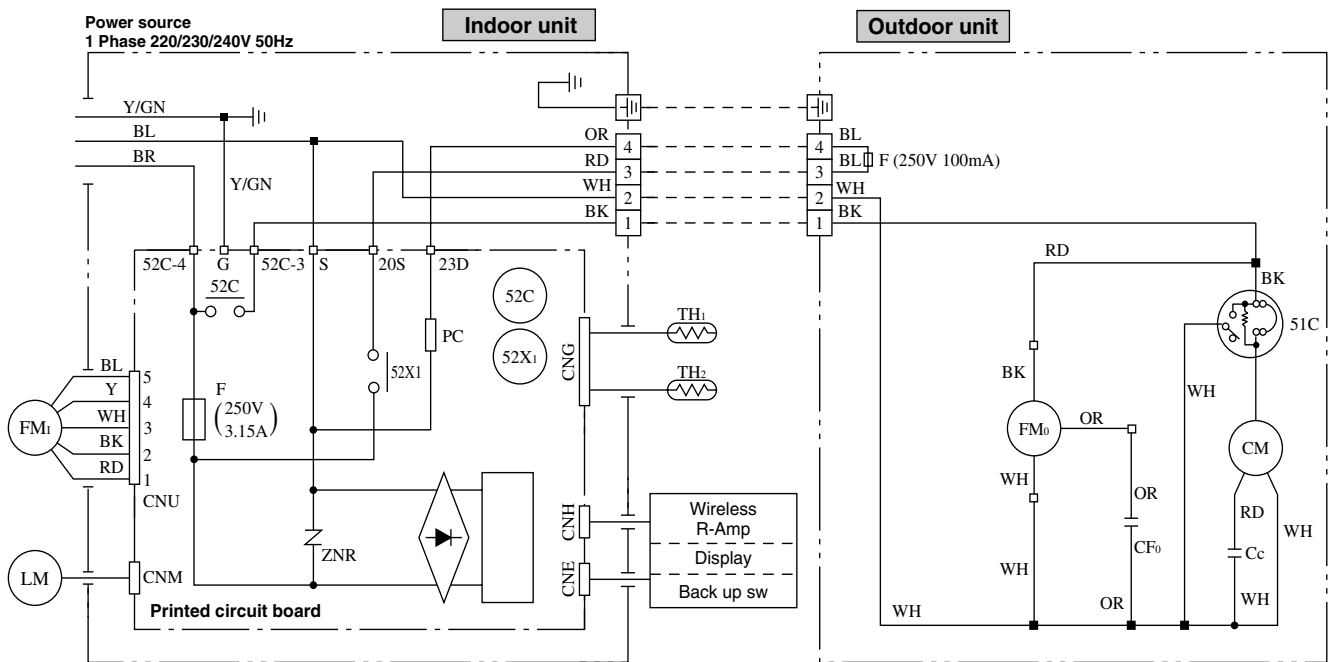 Power source
1 Phase 220/230/240V 50Hz
Indoor unit
Outdoor unit
Y/GN
BL
BR
Y/GN
OR
RD
WH
BK
4
3
2
1
4
3
2
1
BL
BL
F (250V 100mA)
WH
BK
52C-4
G
52C-3
S
20S
23D
52C
52C
52X1
PC
52X1
F
(250V
3.15A)
CNG
TH1
TH2
FMI
BL
Y
WH
BK
RD
5
4
3
2
1
CNU
LM
CNM
ZNR
CNH
CNE
Wireless
R-Amp
Display
Back up sw
Printed circuit board
RD
BK
51C
BK
WH
FM0
OR
CM
WH
OR
RD
WH
CF0
Cc
WH
OR
WH
WH